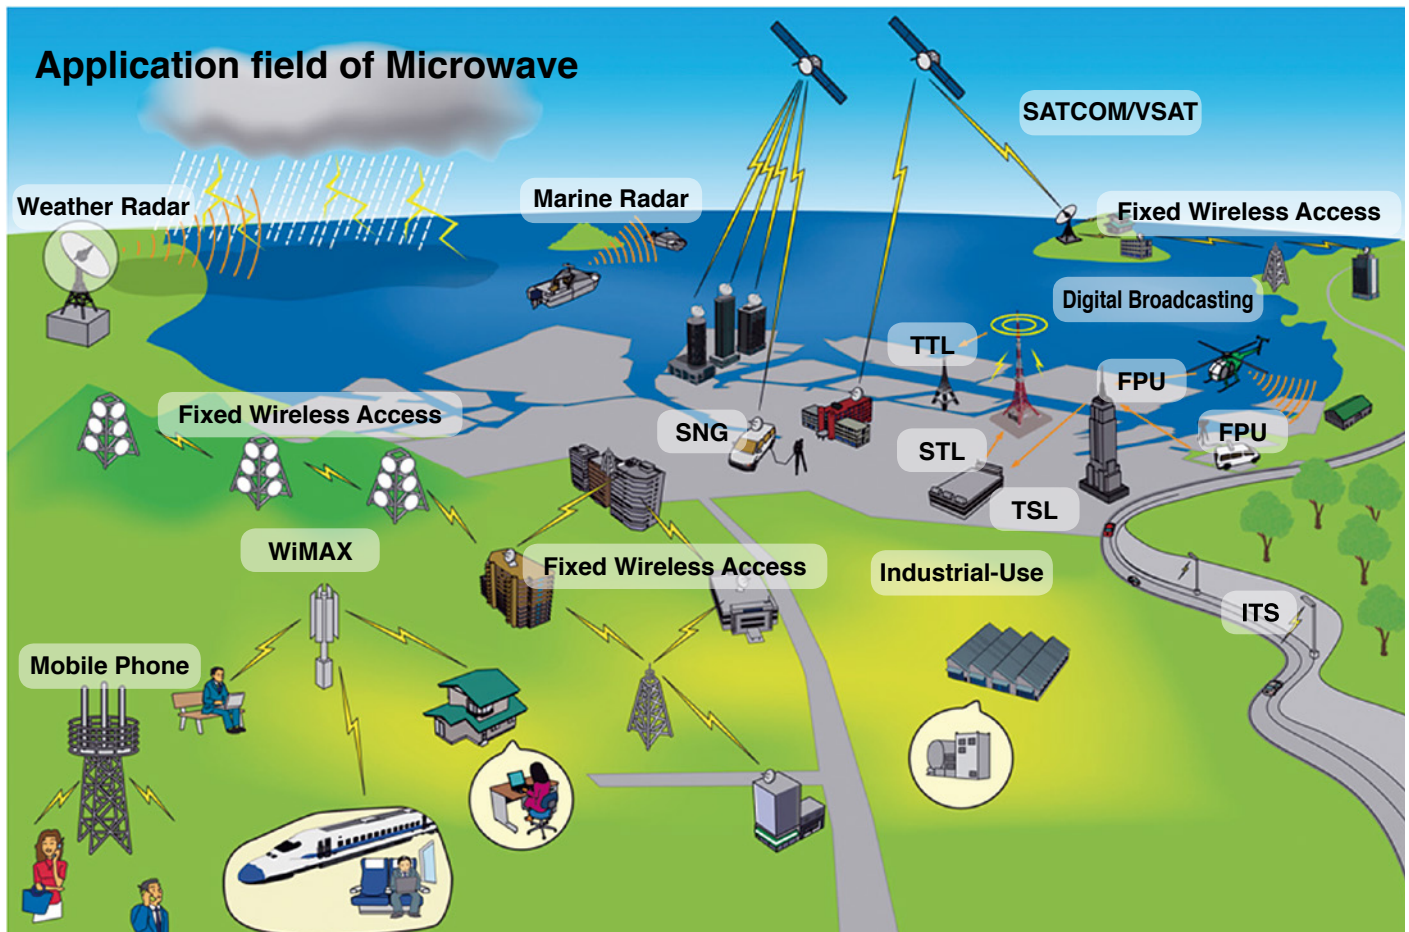 Application field of Microwave
SATCOM/VSAT
Weather Radar
Marine Radar
Fixed Wireless Access
Digital Broadcasting
TTL
FPU
Fixed Wireless Access
SNG
FPU
STL
TSL
WiMAX
Fixed Wireless Access
Industrial-Use
ITS
Mobile Phone